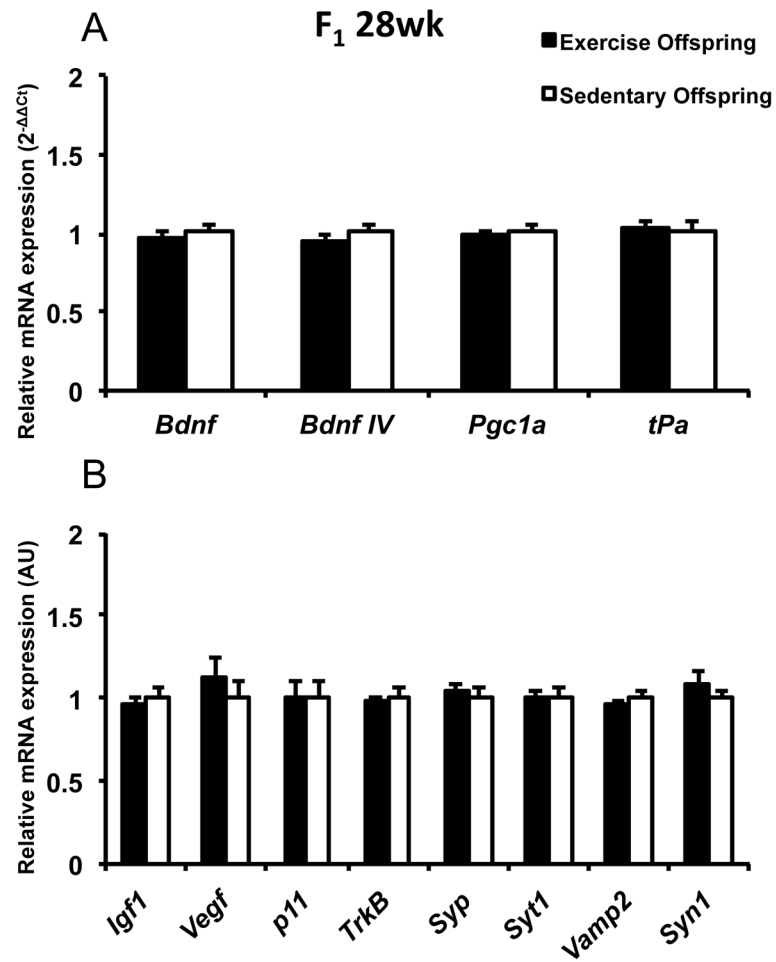 A
F1 28wk
Exercise Offspring
Sedentary Offspring
Relative mRNA expression (2-ΔΔCt)
2
1.5
1
0.5
0
Bdnf Bdnf IV Pgc1a tPa
B
Relative mRNA expression (AU)
2
1.5
1
0.5
0
Igf1 Vegf p11 TrkB Syp Syt1 Vamp2 Syn1